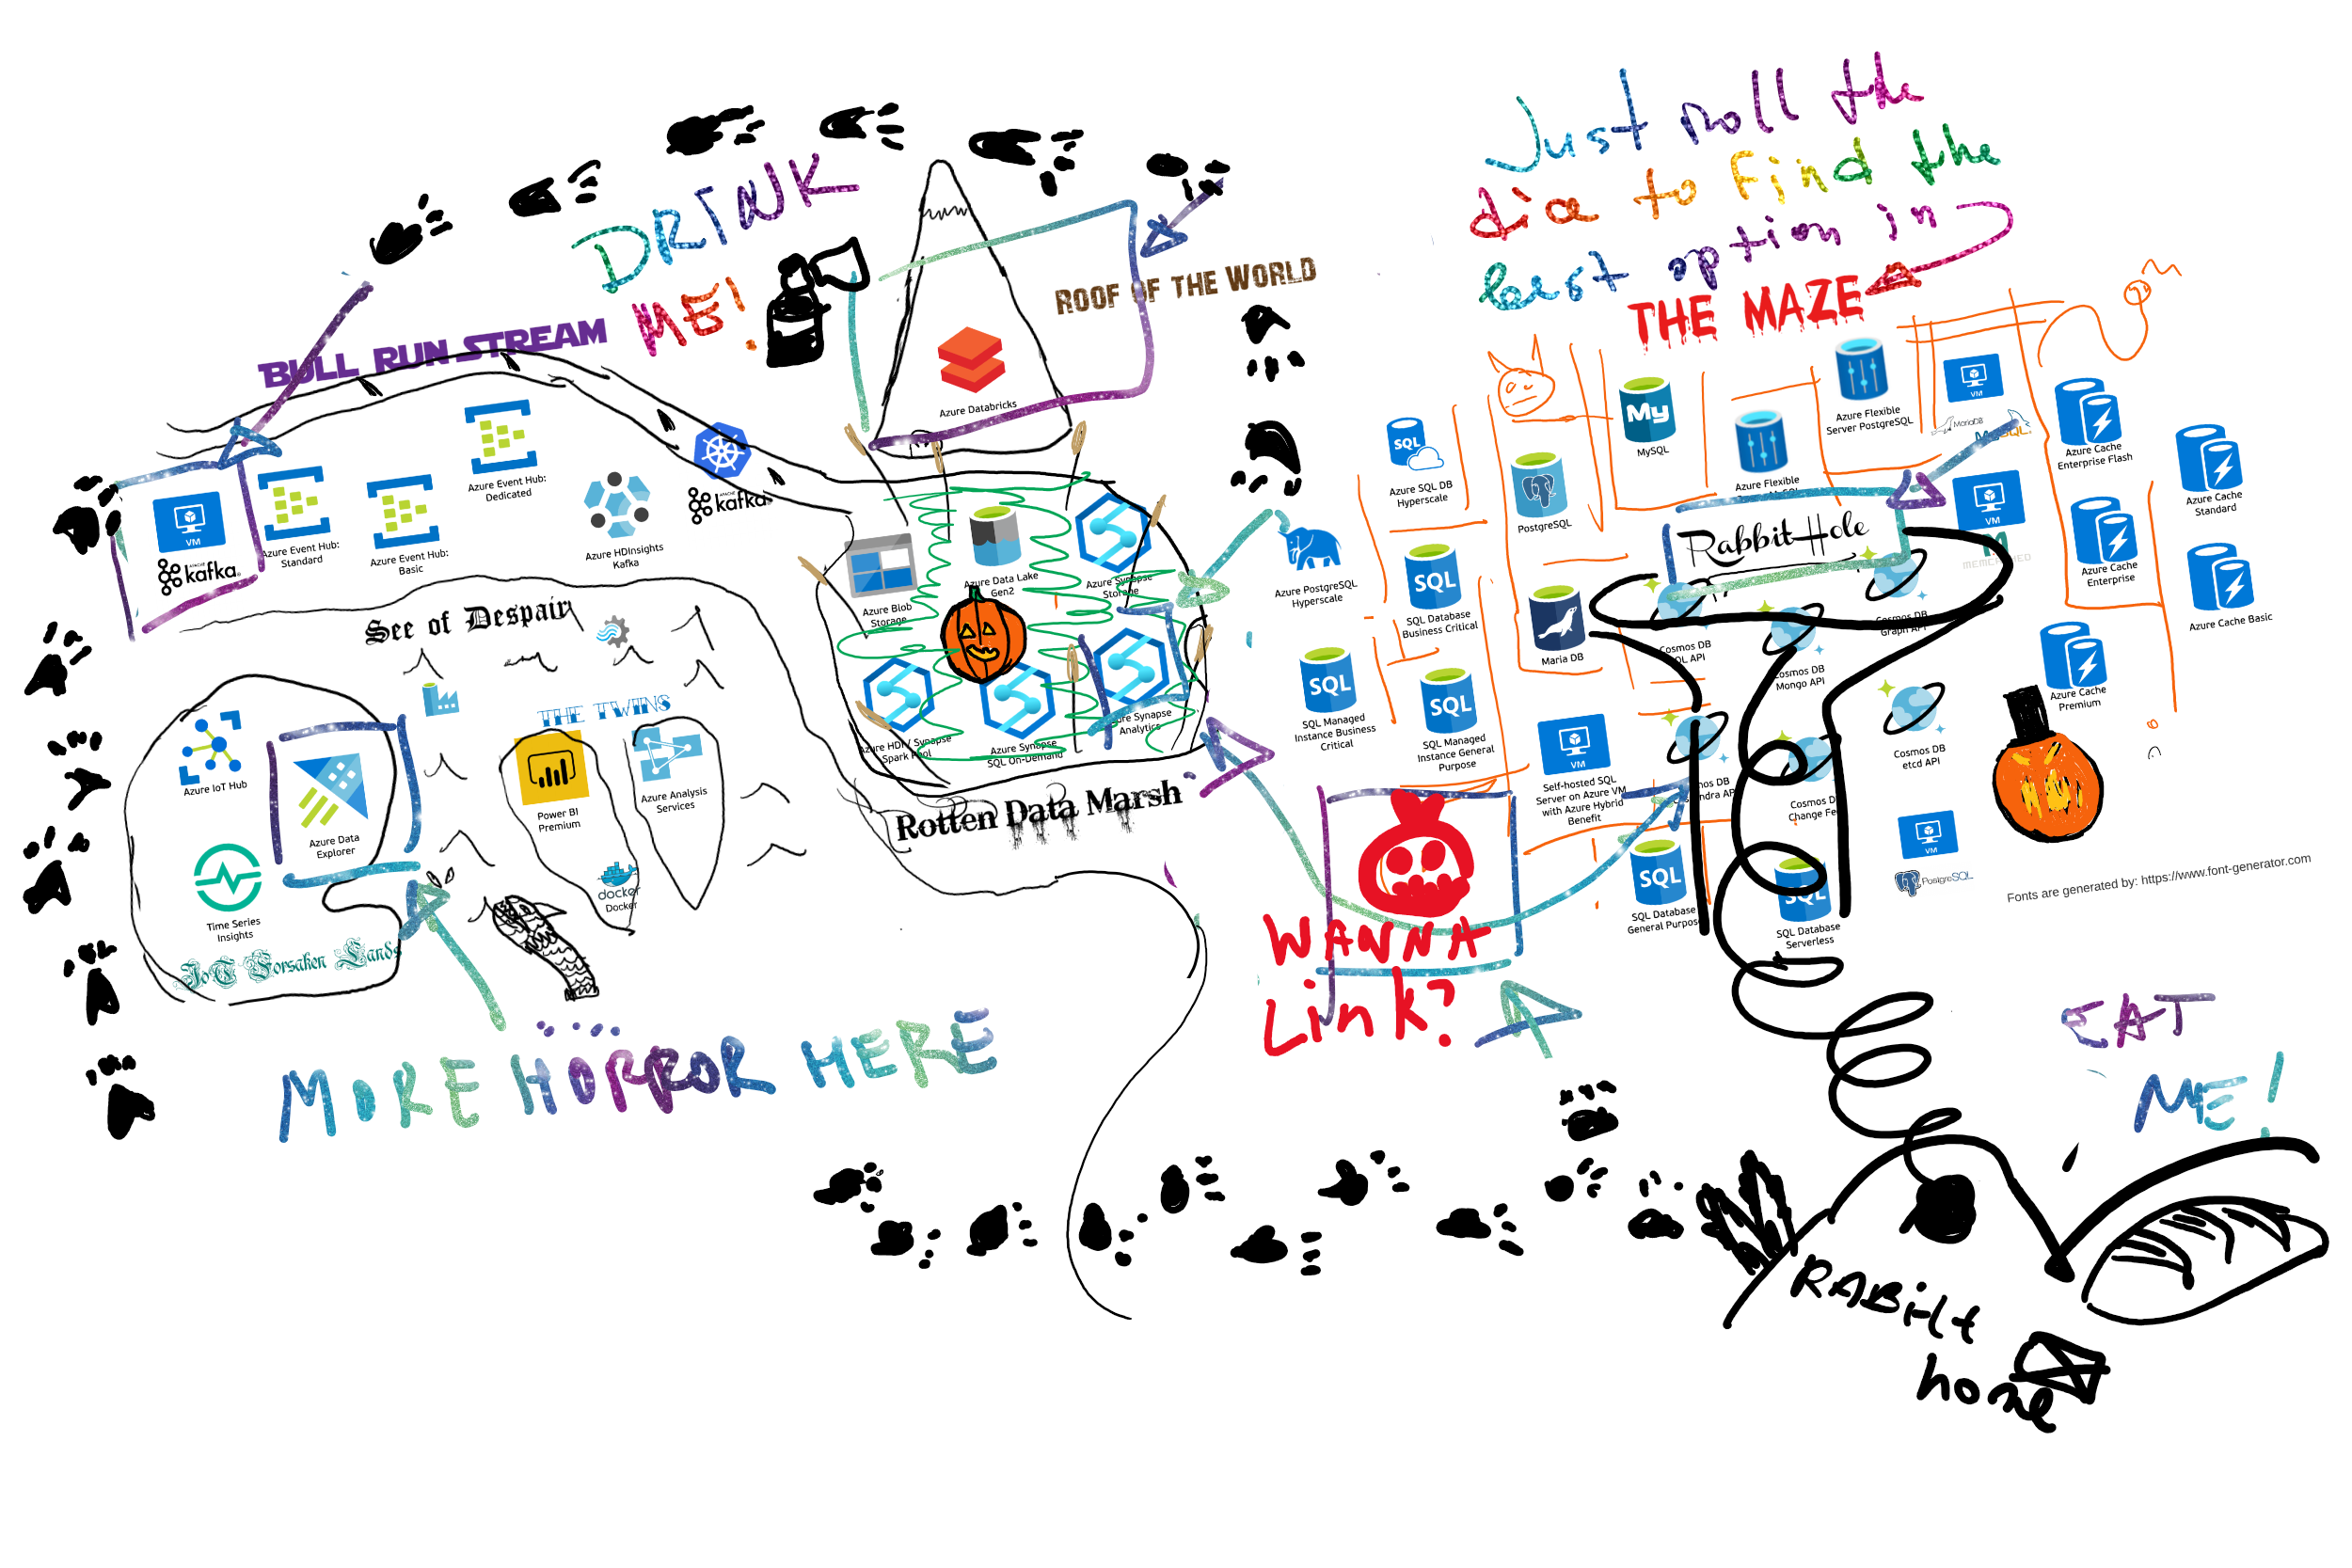 Just roll the
dice to find the
best option in
THE MAZE
DRINK
ME!
ROOF OF THE WORLD
BULL RUN STREAM
Azure Databricks
VM
kafka
Azure Event Hub:
Standard
Azure Event Hub:
Basic
Azure Event Hub:
Dedicated
Azure HDInsights
Kafka
APACHE
kafka
See of Despair
Azure IoT Hub
Azure Data
Explorer
Time Series
Insights
IoT Forsaken Lands
THE TWINS
Power BI
Premium
Azure Analysis
Services
docker
Docker
MORE HORROR HERE
Azure Blob
Storage
Azure Data Lake
Gen2
Azure Synapse
Storage
Azure HDI / Synapse
Spark Pool
Azure Synapse
SQL On-Demand
Azure Synapse
Analytics
Rotten Data Marsh
SQL
Azure SQL DB
Hyperscale
Azure PostgreSQL
Hyperscale
SQL
SQL Database
Business Critical
SQL
SQL Managed
Instance Business
Critical
SQL
SQL Managed
Instance General
Purpose
My
MySQL
PostgreSQL
Maria DB
Azure Flexible
Azure Flexible
Server PostgreSQL
VM
MariaDB
MySQL
VM
Azure Cache
Enterprise Flash
Azure Cache
Standard
Azure Cache
Enterprise
Azure Cache Basic
Azure Cache
Premium
Rabbit Hole
Cosmos DB
SQL API
Cosmos DB
Mongo API
Cosmos DB
Graph API
Cosmos DB
Cassandra API
Cosmos DB
Change Fe
Cosmos DB
etcd API
VM
Self-hosted SQL
Server on Azure VM
with Azure Hybrid
Benefit
SQL
SQL Database
General Purpose
SQL
SQL Database
Serverless
VM
PostgreSQL
Fonts are generated by: https://www.font-generator.com
WANNA
Link?
EAT
ME!
RABiit
home